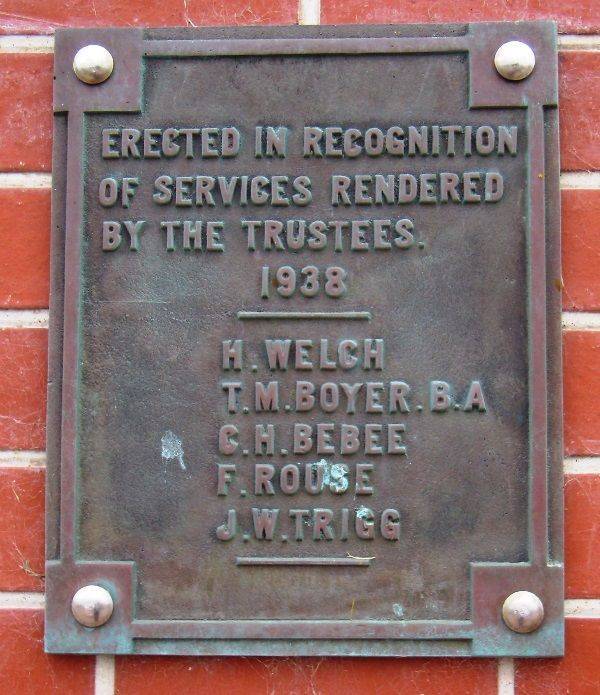 ERECTED IN RECOGNITION
OF SERVICES RENDERED
BY THE TRUSTEES.
1938
H. WELCH
T.M. BOYER. B.A
C.H. BEBEE
F. ROUSE
J.W. TRIGG